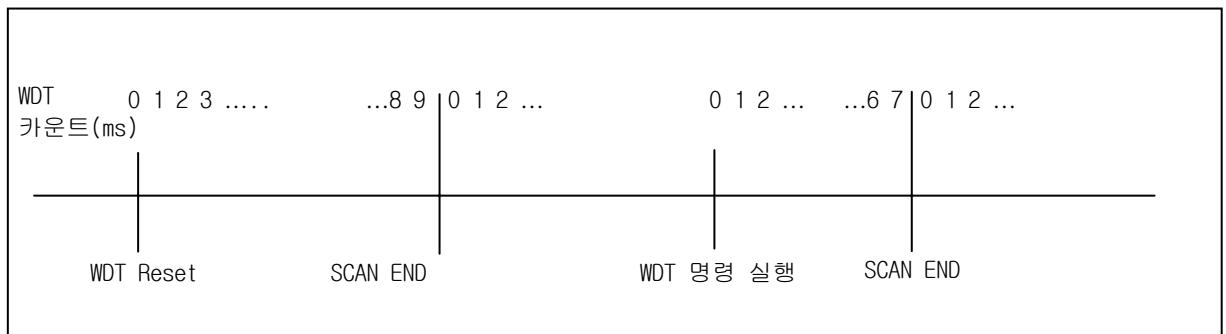 WDT 0 1 2 3 ..... ...8 9 0 1 2 ... 0 1 2 ... ...6 7 0 1 2 ...
카운트(ms)
WDT Reset SCAN END WDT 명령 실행 SCAN END